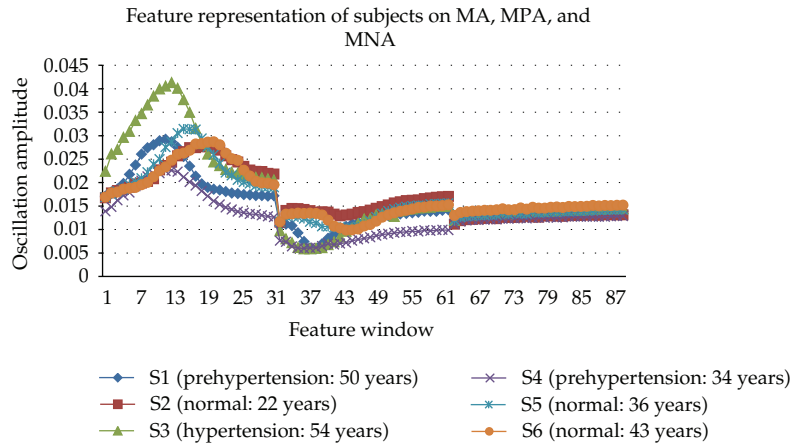 Feature representation of subjects on MA, MPA, and
MNA
Oscillation amplitude
0.045
0.04
0.035
0.03
0.025
0.02
0.015
0.01
0.005
0
1 7 13 19 25 31 37 43 49 55 61 67 73 79 85 87
Feature window
S1 (prehypertension: 50 years)
S2 (normal: 22 years)
S3 (hypertension: 54 years)
S4 (prehypertension: 34 years)
S5 (normal: 36 years)
S6 (normal: 43 years)